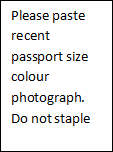 Please paste
recent
passport size
colour
photograph.
Do not staple